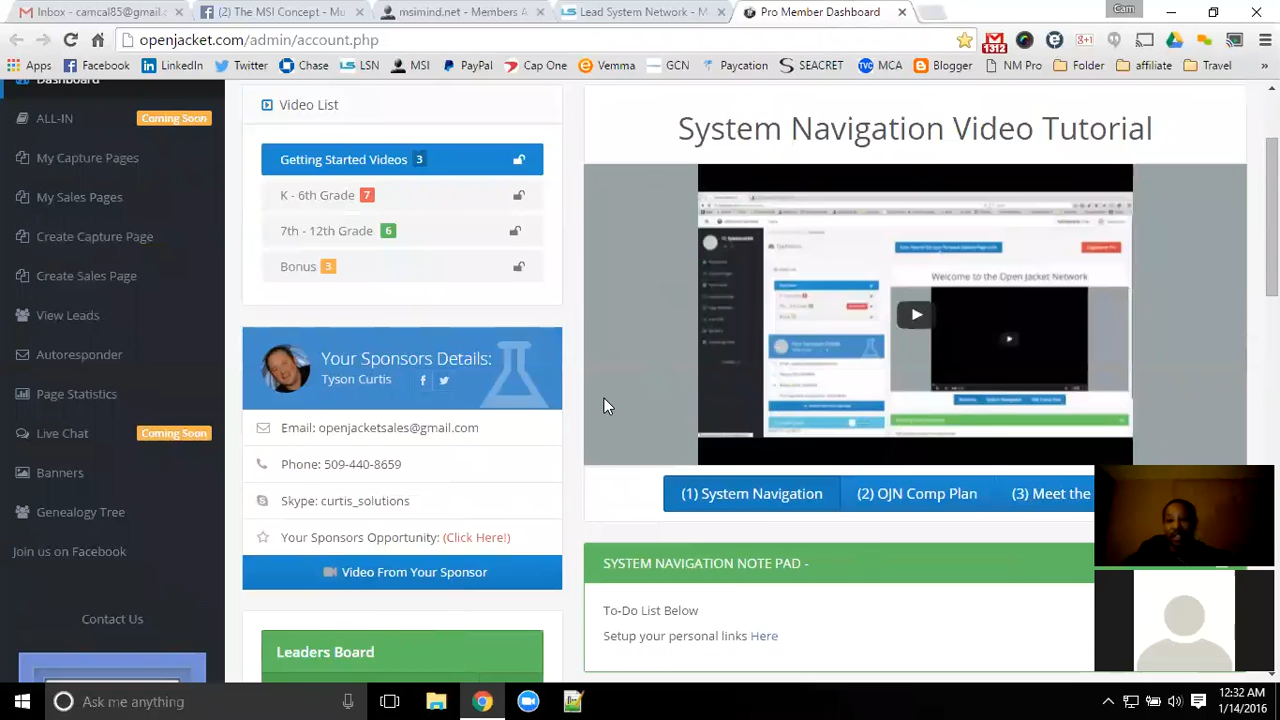 Inbox - camcal85@gmail.c
(2) The MSI Concept - Mu
msimind.net - Members A
Lead System Network - M
Pro Member Dashboard
Cam
openjacket.com/admin/account.php
1312
Apps
Facebook
LinkedIn
Twitter
Chase
LSN
MSI
PayPal
Cap One
Vemma
GCN
Paycation
SEACRET
MCA
Blogger
NM Pro
Folder
affiliate
Travel
Dashboard
ALL-IN
Coming Soon
My Capture Pages
My Sales Pages
Create Capture Page
Create Sales Page
View Leads
Autoresponder
Page Statistics
Live Chat
Coming Soon
Banners
Genealogy Tree
Join us on Facebook
Contact Us
Video List
Getting Started Videos 3
K - 6th Grade 7
7th - 12th Grade 6
Bonus 3
Your Sponsors Details:
Tyson Curtis
Email: openjacketsales@gmail.com
Phone: 509-440-8659
Skype: curtis_solutions
Your Sponsors Opportunity: (Click Here!)
Video From Your Sponsor
Leaders Board
System Navigation Video Tutorial
Welcome to the Open Jacket Network
(1) System Navigation
(2) OJN Comp Plan
(3) Meet the
SYSTEM NAVIGATION NOTE PAD -
To-Do List Below
Setup your personal links Here
Ask me anything
12:32 AM
1/14/2016